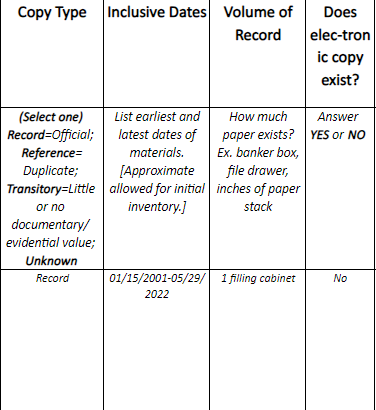 Copy Type
Inclusive Dates
Volume of
Record
Does
elec-tron
ic copy
exist?
(Select one)
Record=Official;
Reference=
Duplicate;
Transitory=Little
or no
documentary/
evidential value;
Unknown
List earliest and
latest dates of
materials.
[Approximate
allowed for initial
inventory.]
How much
paper exists?
Ex. banker box,
file drawer,
inches of paper
stack
Answer
YES or NO
Record
01/15/2001-05/29/
2022
1 filling cabinet
No